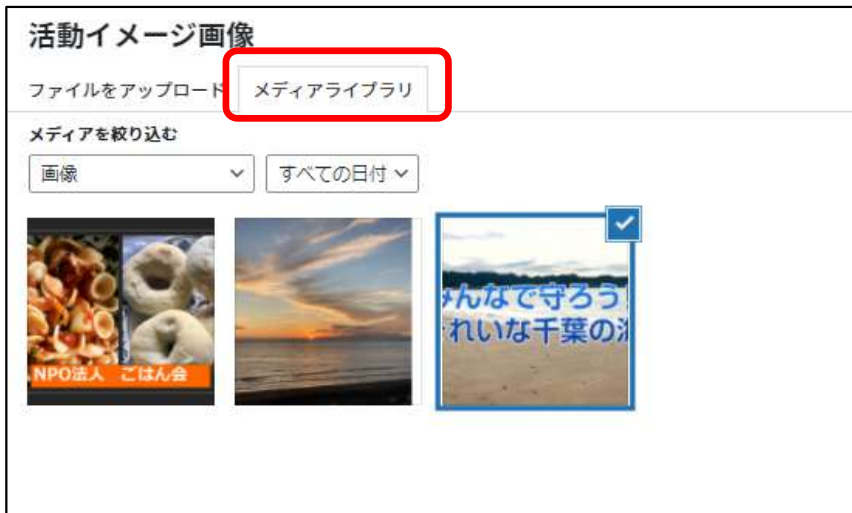 活動イメージ画像
ファイルをアップロード
メディアライブラリ
メディアを絞り込む
画像
すべての日付
NPO法人 ごはん会
んなで守ろう
れいな千葉の